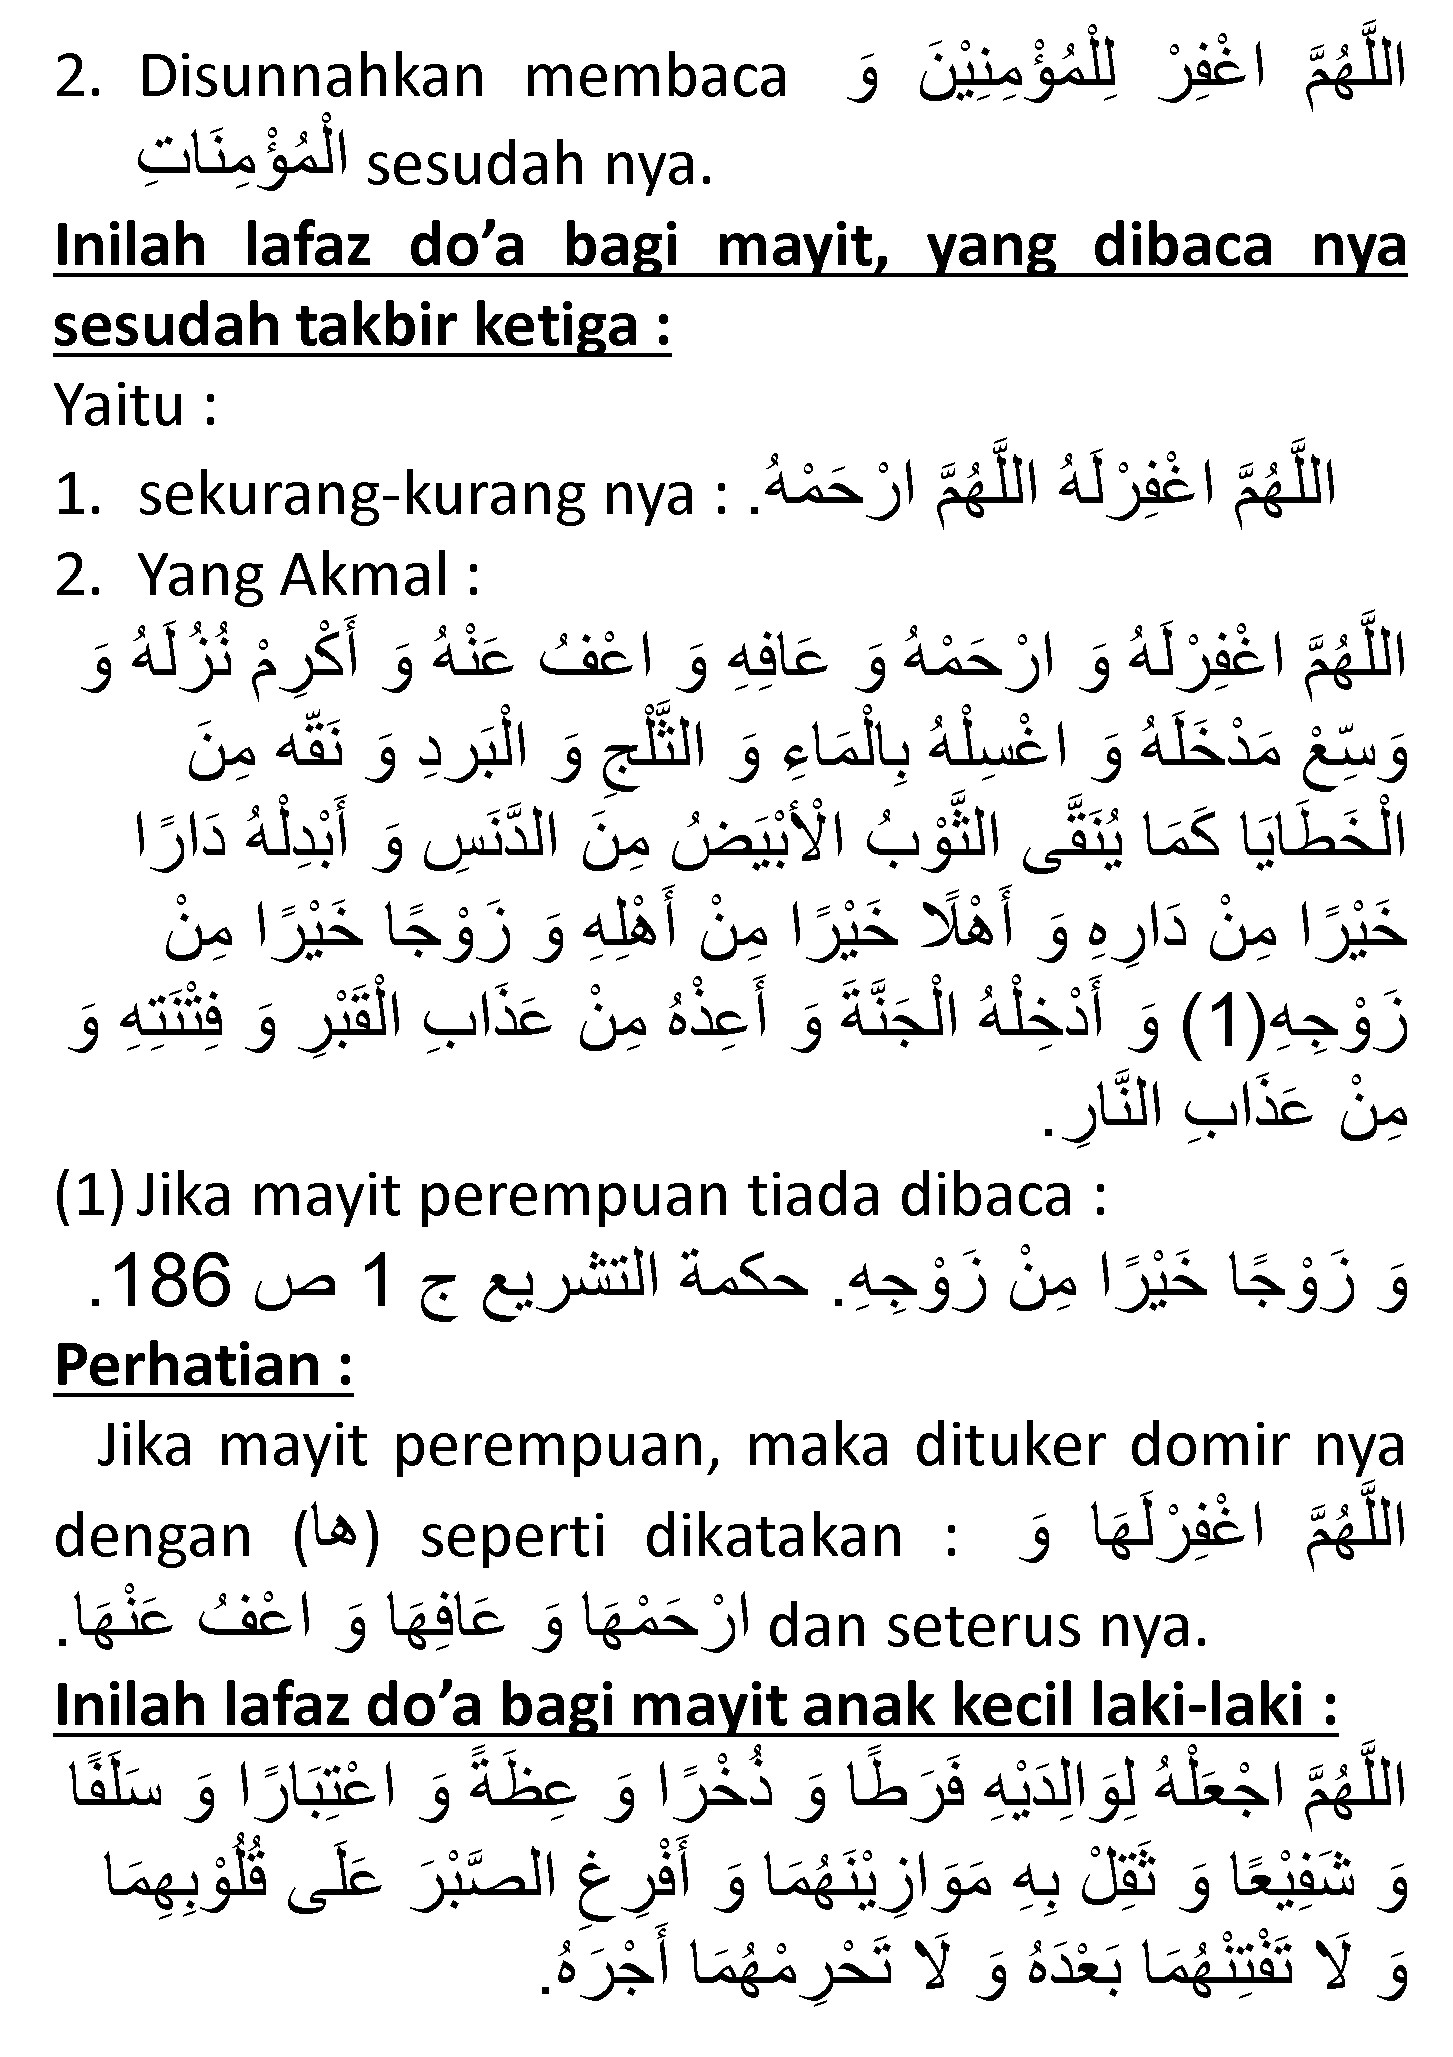 2. Disunnahkan membaca اللَّهُمَّ اغْفِرْ لِلْمُؤْمِنِيْنَ وَ
الْمُؤْمِنَاتِ sesudah nya.
Inilah lafaz do’a bagi mayit, yang dibaca nya
sesudah takbir ketiga :
Yaitu :
1. sekurang-kurang nya : اللَّهُمَّ اغْفِرْلَهُ اللَّهُمَّ ارْحَمْهُ.
2. Yang Akmal :
اللَّهُمَّ اغْفِرْلَهُ وَ ارْحَمْهُ وَ عَافِهِ وَ اعْفُ عَنْهُ وَ أَكْرِمْ نُزُلَهُ وَ
وَسِّعْ مَدْخَلَهُ وَ اغْسِلْهُ بِالْمَاءِ وَ الثَّلْجِ وَ الْبَردِ وَ نَقّه مِنَ
الْخَطَايَا كَمَا يُنَقَّى الثَّوْبُ الْأبْيَضُ مِنَ الدَّنَسِ وَ أَبْدِلْهُ دَارًا
خَيْرًا مِنْ دَارِهِ وَ أَهْلًا خَيْرًا مِنْ أَهْلِهِ وَ زَوْجًا خَيْرًا مِنْ
زَوْجِهِ(1) وَ أَدْخِلْهُ الْجَنَّةَ وَ أَعِذْهُ مِنْ عَذَابِ الْقَبْرِ وَ فِتْنَتِهِ وَ
مِنْ عَذَابِ النَّارِ.
(1) Jika mayit perempuan tiada dibaca :
وَ زَوْجًا خَيْرًا مِنْ زَوْجِهِ. حكمة التشريع ج 1 ص 186.
Perhatian :
Jika mayit perempuan, maka dituker domir nya
dengan (ها) seperti dikatakan : اللَّهُمَّ اغْفِرْلَهَا وَ
ارْحَمْهَا وَ عَافِهَا وَ اعْفُ عَنْهَا. dan seterus nya.
Inilah lafaz do’a bagi mayit anak kecil laki-laki :
اللَّهُمَّ اجْعَلْهُ لِوَالِدَيْهِ فَرَطًا وَ ذُخْرًا وَ عِظَةً وَ اعْتِبَارًا وَ سَلَفًا
وَ شَفِيْعًا وَ ثَقِلْ بِهِ مَوَازِيْنَهُمَا وَ أَفْرِغِ الصَّبْرَ عَلَى قُلُوْبِهِمَا
وَ لَا تَفْتِنْهُمَا بَعْدَهُ وَ لَا تَحْرِمْهُمَا أَجْرَهُ.